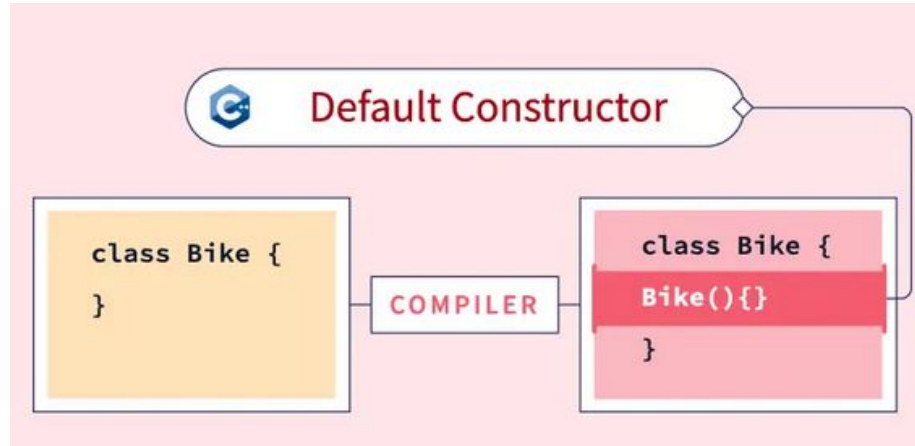 C++
Default Constructor
class Bike {
}
COMPILER
class Bike {
Bike(){}
}